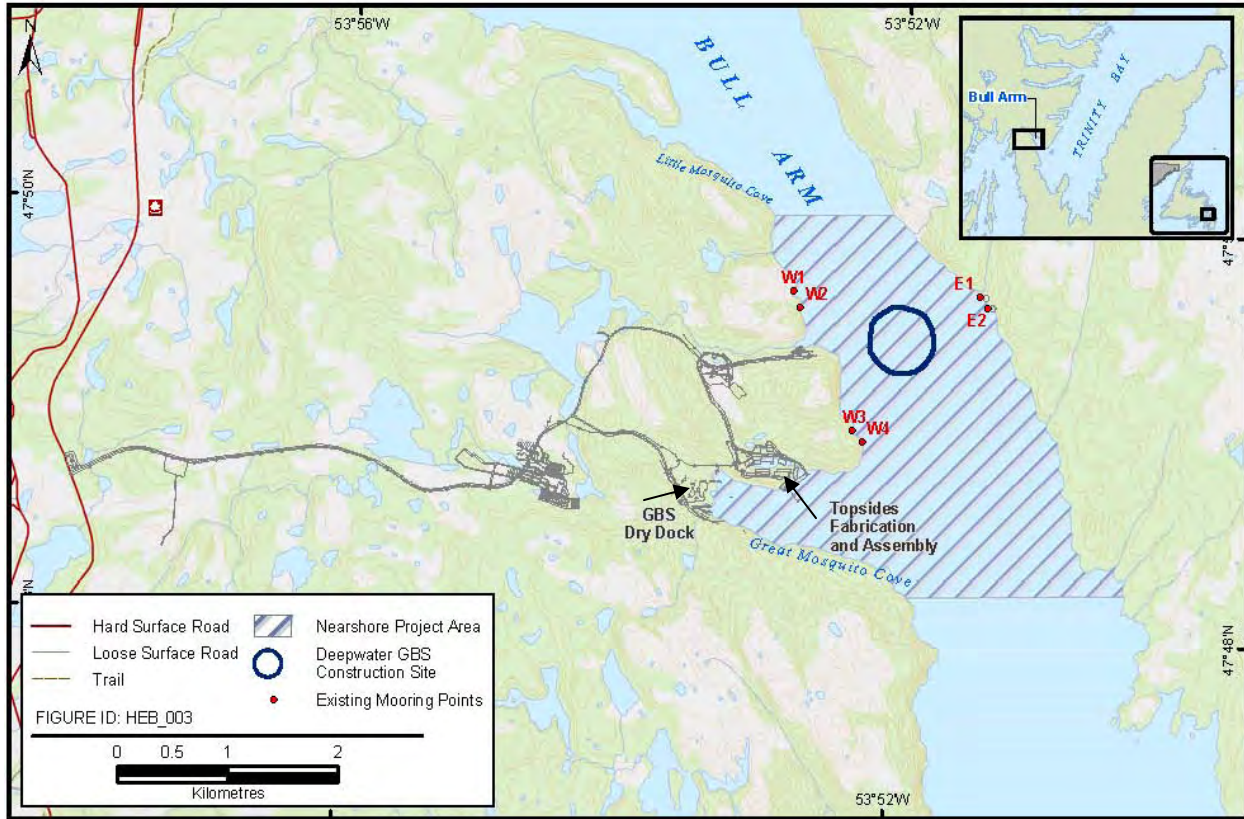 N
53°56'W
53°52'W
BULL
ARM
Bull Arm
TRINITY BAY
47°50'N
Little Mosquito Cove
W1
W2
E1
E2
W3
W4
GBS
Dry Dock
Topsides
Fabrication
and Assembly
Great Mosquito Cove
47°48'N
53°52'W
Hard Surface Road
Loose Surface Road
Trail
Nearshore Project Area
Deepwater GBS
Construction Site
Existing Mooring Points
FIGURE ID: HEB_003
0 0.5 1 2
Kilometres